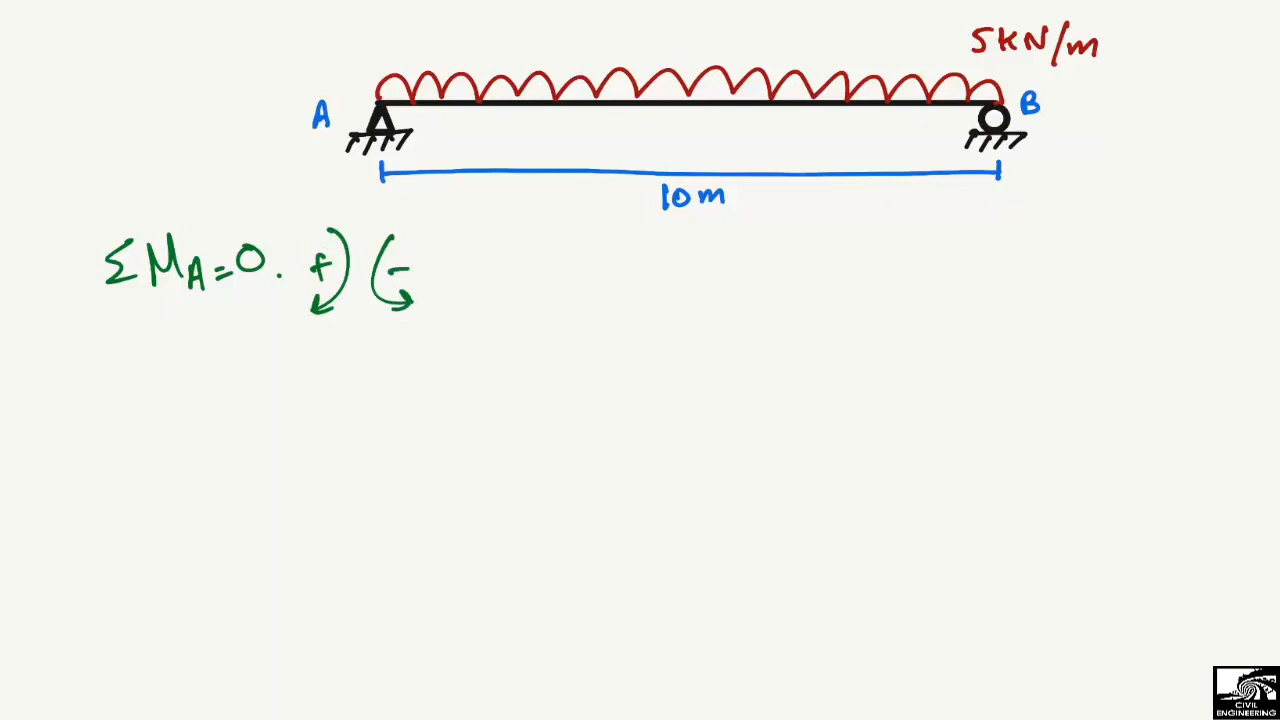 5kN/m
A
B
10m
ΣM_A=0. +) (-
CIVIL
ENGINEERING